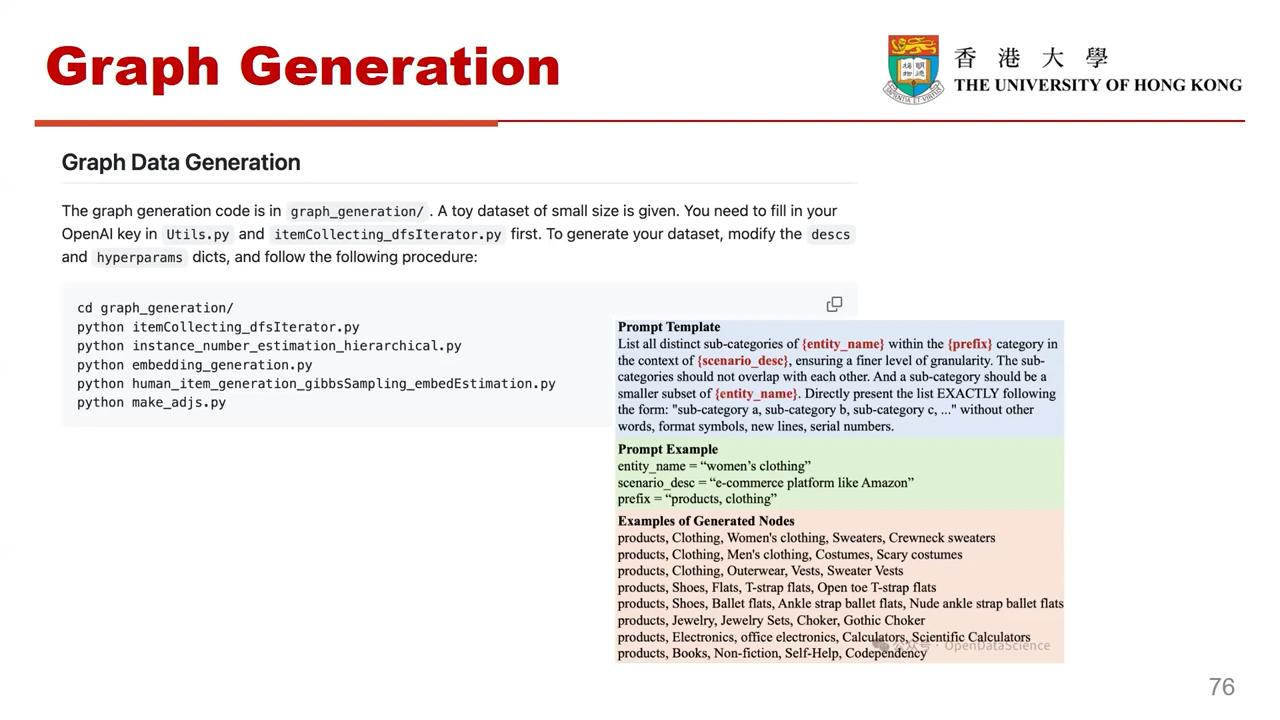 Graph Generation
香港大學
THE UNIVERSITY OF HONG KONG
Graph Data Generation
The graph generation code is in graph_generation/ . A toy dataset of small size is given. You need to fill in your
OpenAI key in Utils.py and itemCollecting_dfsIterator.py first. To generate your dataset, modify the descs
and hyperparams dicts, and follow the following procedure:
cd graph_generation/
python itemCollecting_dfsIterator.py
python instance_number_estimation_hierarchical.py
python embedding_generation.py
python human_item_generation_gibbsSampling_embedEstimation.py
python make_adjs.py
Prompt Template
List all distinct sub-categories of {entity_name} within the {prefix} category in
the context of {scenario_desc}, ensuring a finer level of granularity. The sub-
categories should not overlap with each other. And a sub-category should be a
smaller subset of {entity_name}. Directly present the list EXACTLY following
the form: "sub-category a, sub-category b, sub-category c, ..." without other
words, format symbols, new lines, serial numbers.
Prompt Example
entity_name = “women’s clothing”
scenario_desc = “e-commerce platform like Amazon”
prefix = “products, clothing”
Examples of Generated Nodes
products, Clothing, Women's clothing, Sweaters, Crewneck sweaters
products, Clothing, Men's clothing, Costumes, Scary costumes
products, Clothing, Outerwear, Vests, Sweater Vests
products, Shoes, Flats, T-strap flats, Open toe T-strap flats
products, Shoes, Ballet flats, Ankle strap ballet flats, Nude ankle strap ballet flats
products, Jewelry, Jewelry Sets, Choker, Gothic Choker
products, Electronics, office electronics, Calculators, Scientific Calculators
products, Books, Non-fiction, Self-Help, Codependency
公众号 · OpenDataScience
76